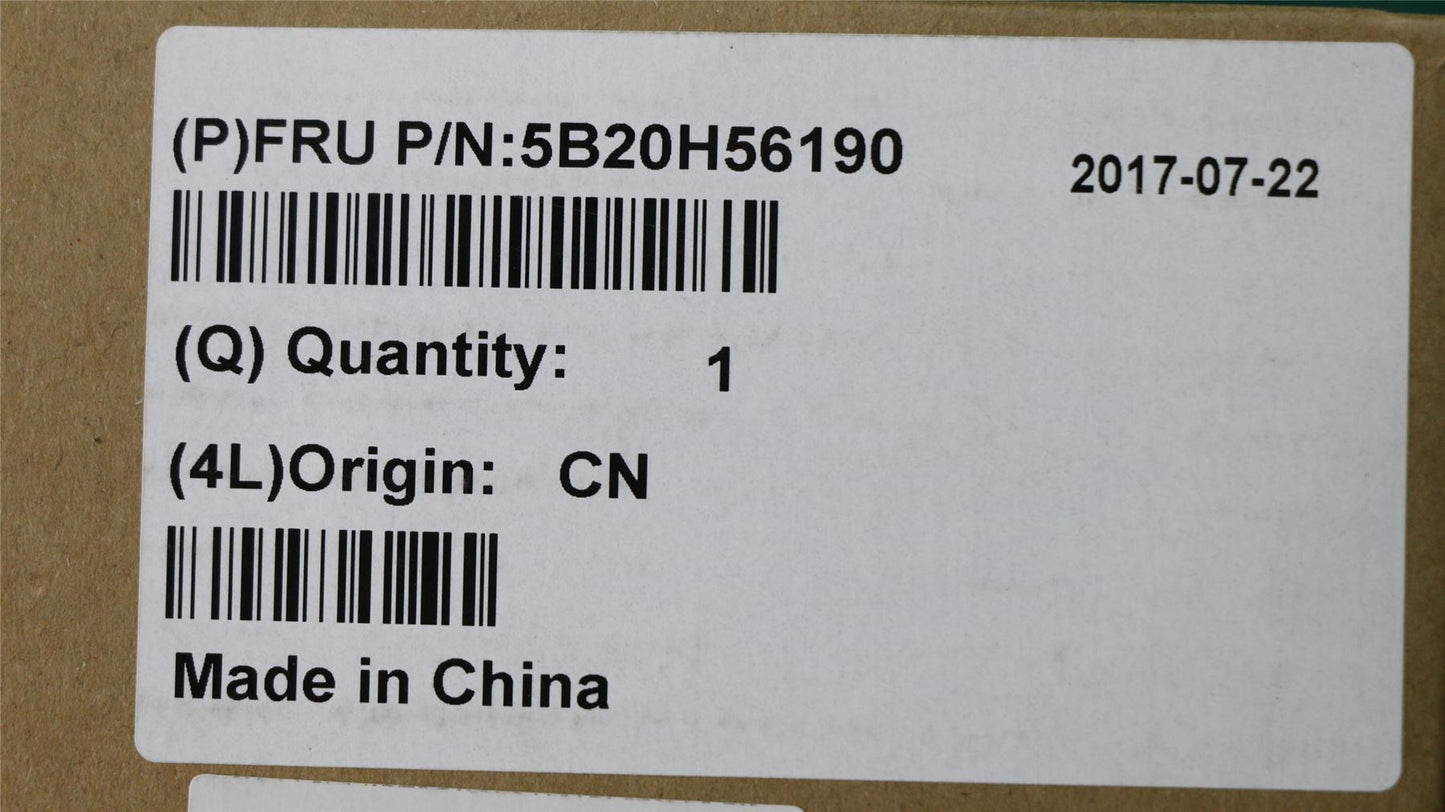 (P)FRU P/N:5B20H56190
2017-07-22
(Q) Quantity: 1
(4L)Origin: CN
Made in China